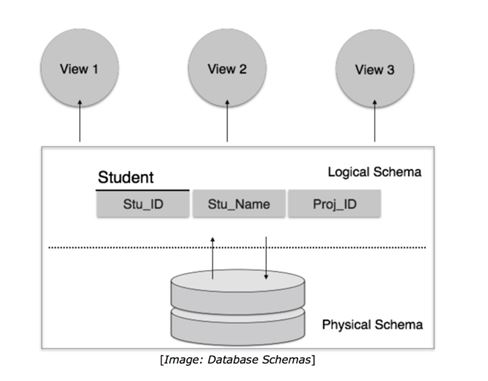 View 1
View 2
View 3
Logical Schema
Student
Stu_ID
Stu_Name
Proj_ID
Physical Schema
[Image: Database Schemas]